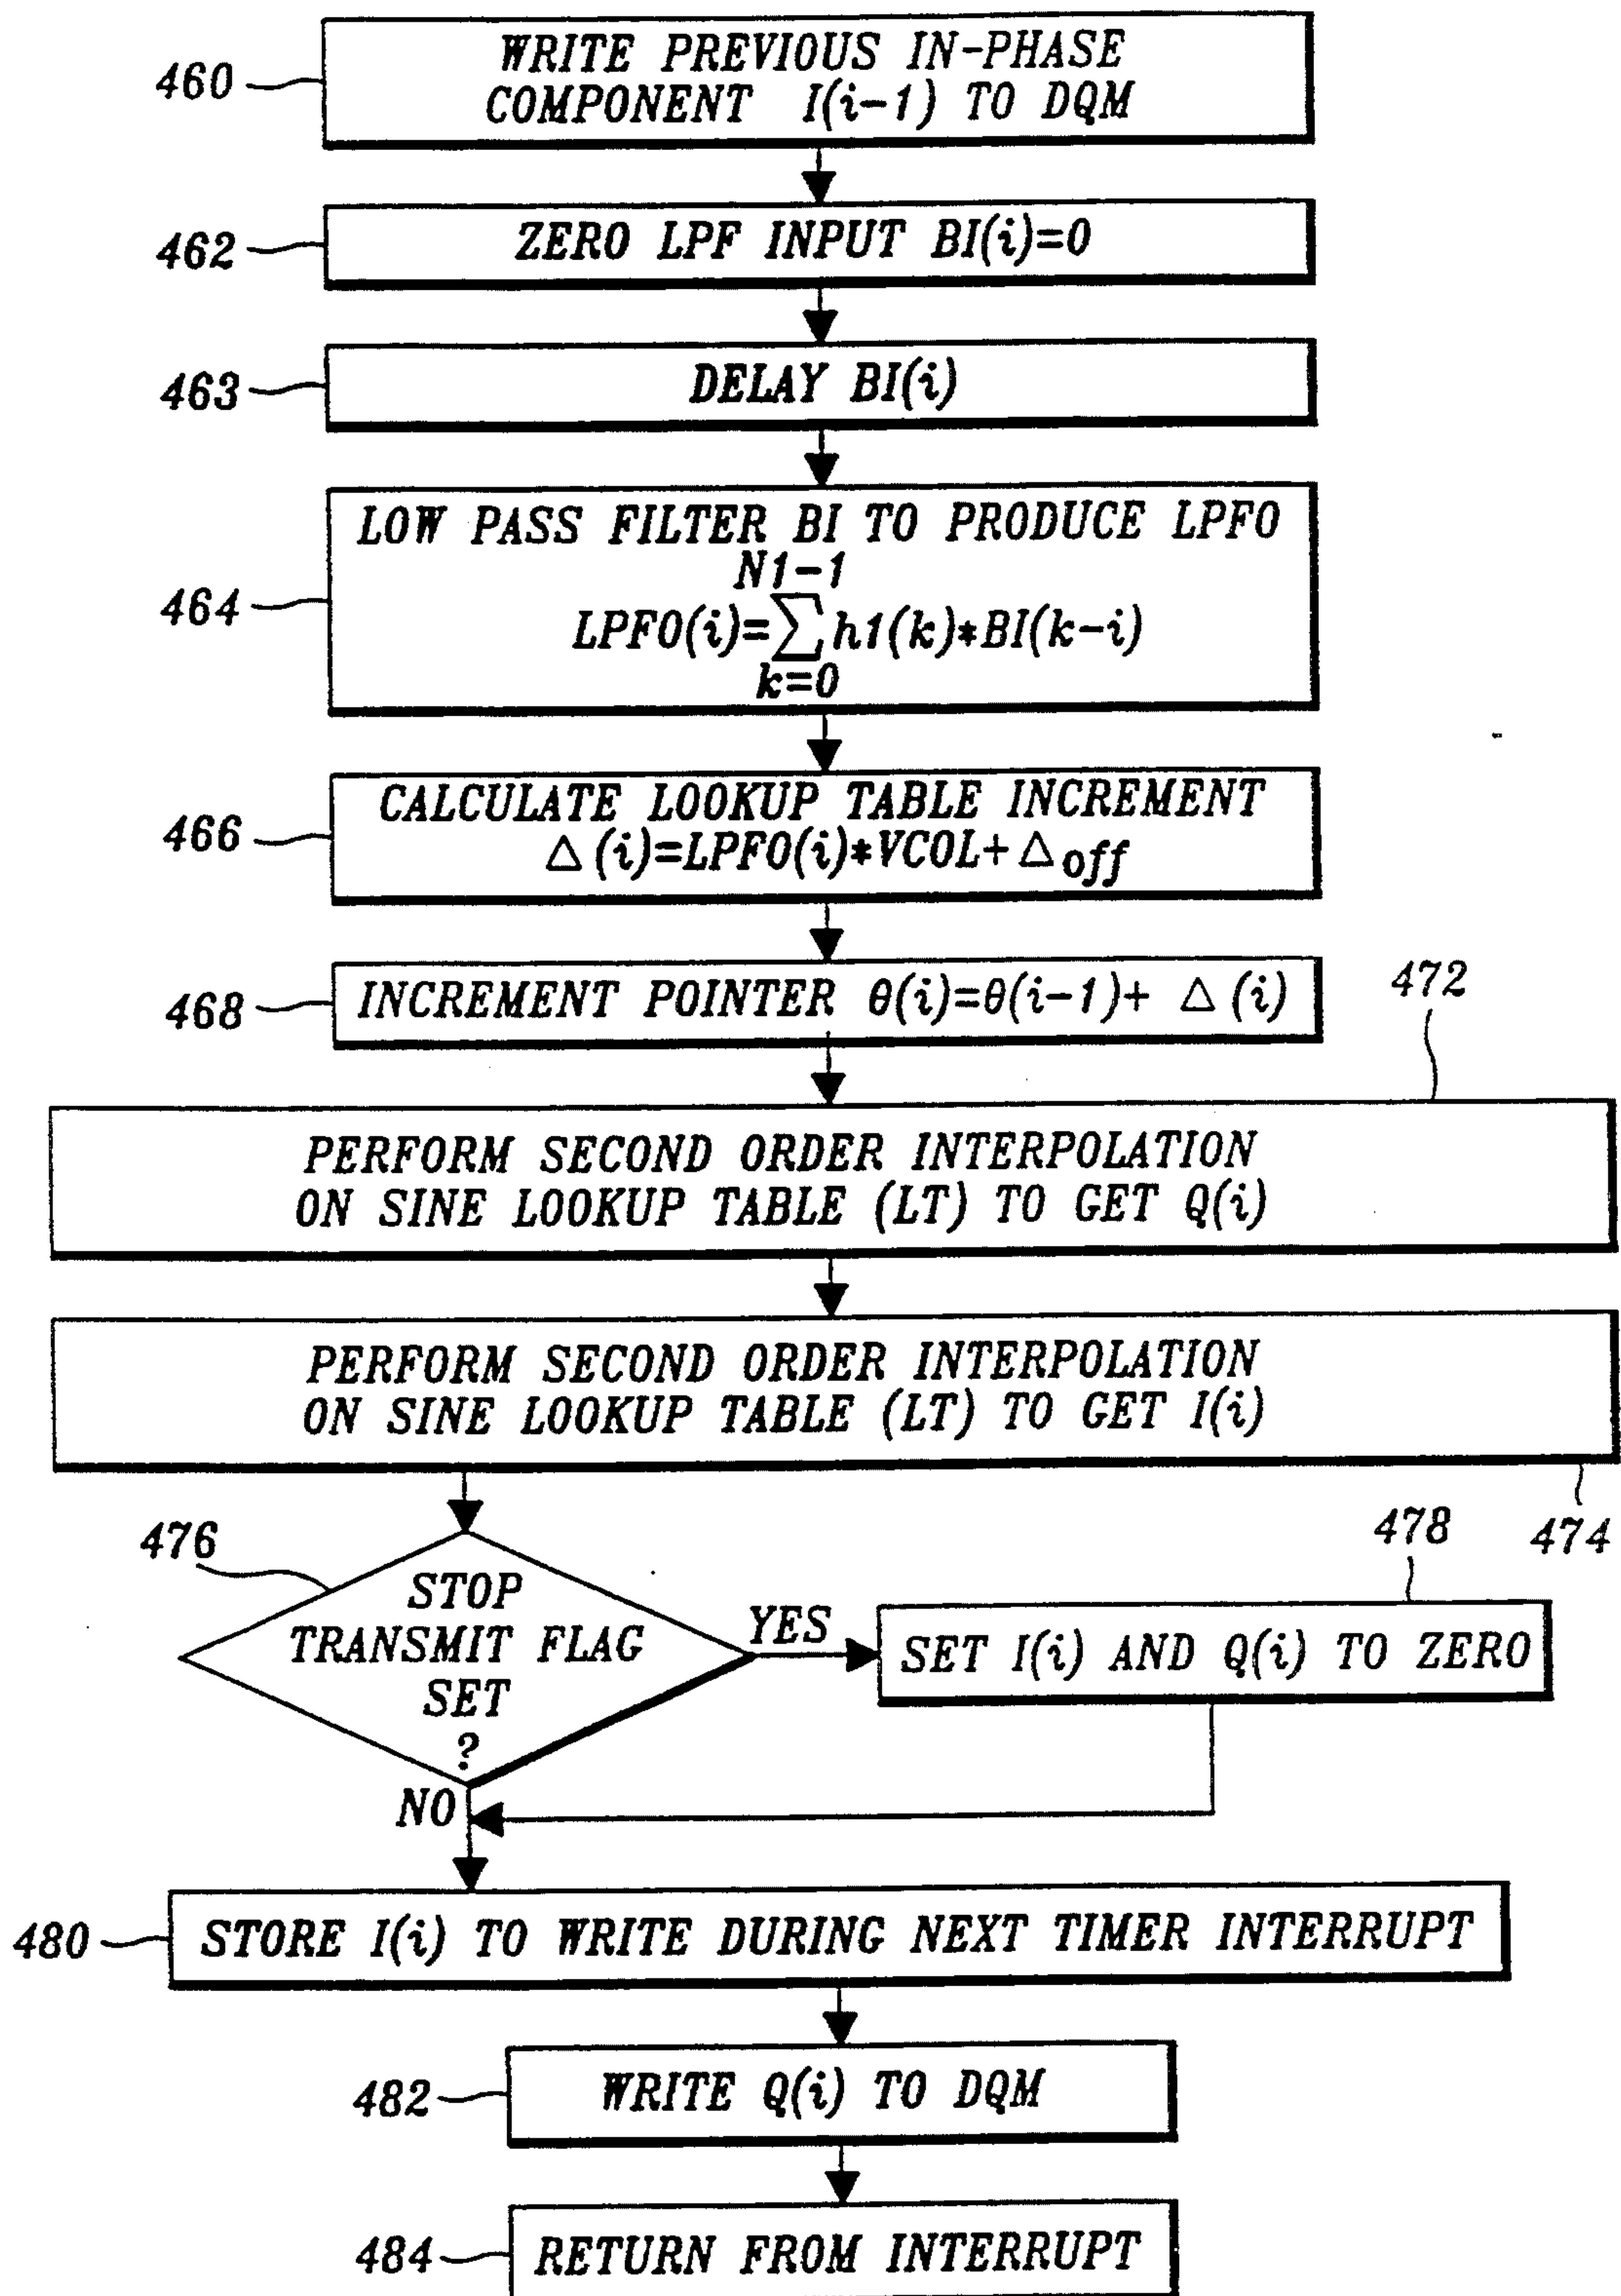 460
WRITE PREVIOUS IN-PHASE
COMPONENT I(i-1) TO DQM
462
ZERO LPF INPUT BI(i)=0
463
DELAY BI(i)
464
LOW PASS FILTER BI TO PRODUCE LPFO
N1-1
LPFO(i)=∑h1(k)*BI(k-i)
k=0
466
CALCULATE LOOKUP TABLE INCREMENT
Δ(i)=LPFO(i)*VCOL+Δoff
468
INCREMENT POINTER θ(i)=θ(i-1)+ Δ(i)
472
PERFORM SECOND ORDER INTERPOLATION
ON SINE LOOKUP TABLE (LT) TO GET Q(i)
PERFORM SECOND ORDER INTERPOLATION
ON SINE LOOKUP TABLE (LT) TO GET I(i)
474
476
STOP
TRANSMIT FLAG
SET
?
YES
478
SET I(i) AND Q(i) TO ZERO
NO
480
STORE I(i) TO WRITE DURING NEXT TIMER INTERRUPT
482
WRITE Q(i) TO DQM
484
RETURN FROM INTERRUPT